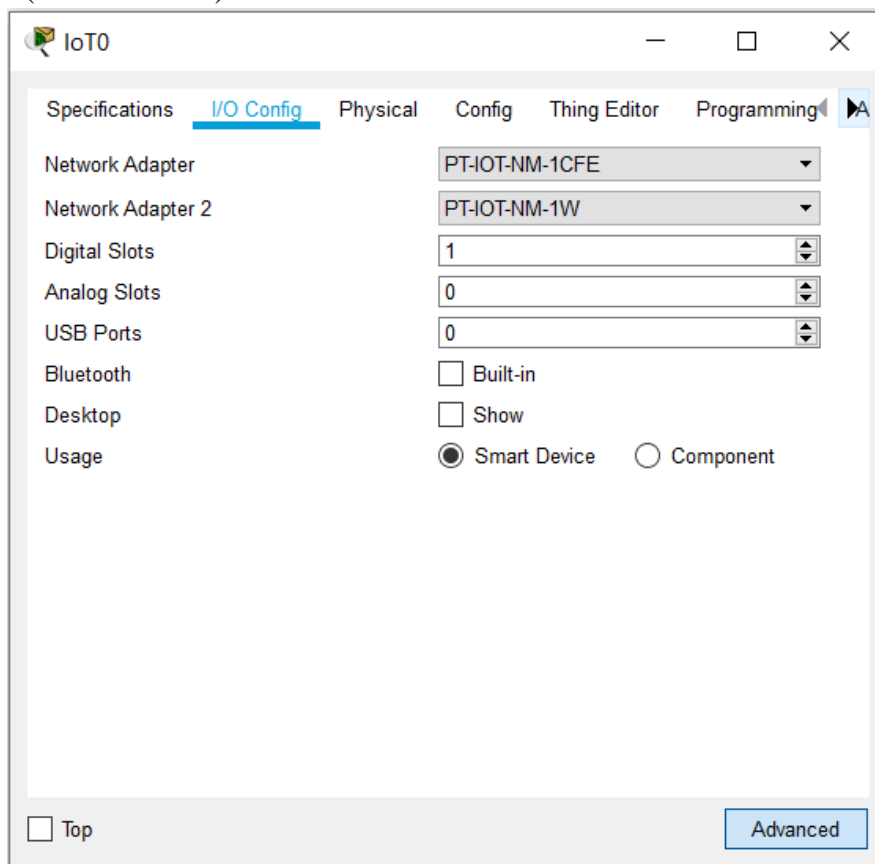 IoT0
Specifications I/O Config Physical Config Thing Editor Programming A
Network Adapter PT-IOT-NM-1CFE
Network Adapter 2 PT-IOT-NM-1W
Digital Slots 1
Analog Slots 0
USB Ports 0
Bluetooth Built-in
Desktop Show
Usage Smart Device Component
Top Advanced